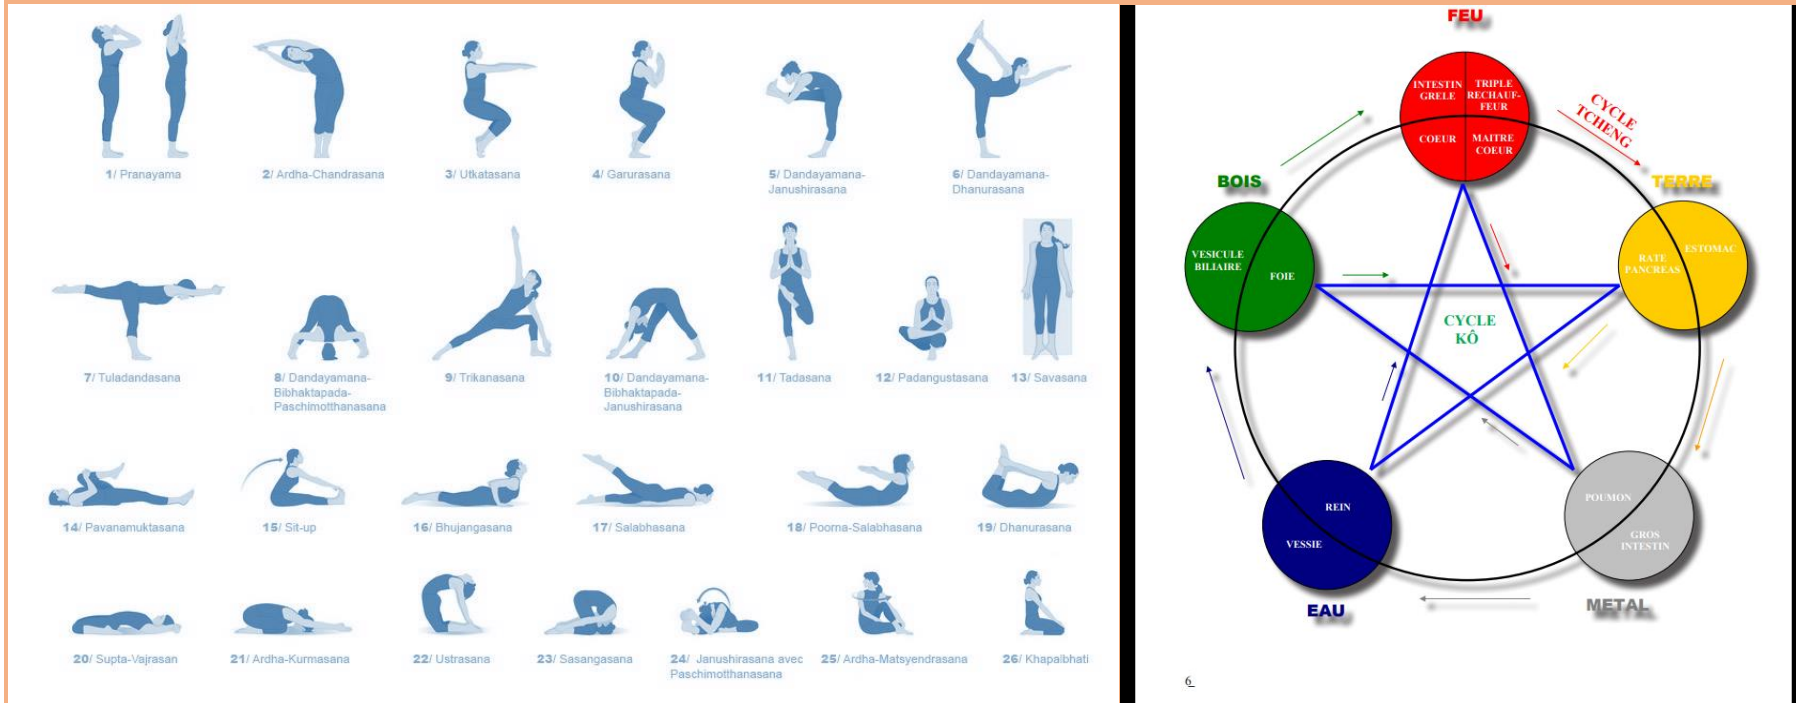 1/ Pranayama
2/ Ardha-Chandrasana
3/ Utkatasana
4/ Garurasana
5/ Dandayamana-
Janushirasana
6/ Dandayamana-
Dhanurasana
7/ Tuladandasana
8/ Dandayamana-
Bibhaktapada-
Paschimotthanasana
9/ Trikanasana
10/ Dandayamana-
Bibhaktapada-
Janushirasana
11/ Tadasana
12/ Padangustasana
13/ Savasana
14/ Pavanamuktasana
15/ Sit-up
16/ Bhujangasana
17/ Salabhasana
18/ Poorna-Salabhasana
19/ Dhanurasana
20/ Supta-Vajrasan
21/ Ardha-Kurmasana
22/ Ustrasana
23/ Sasangasana
24/ Janushirasana avec
Paschimotthanasana
25/ Ardha-Matsyendrasana
26/ Khapalbhati
FEU
INTESTIN
GRELE
TRIPLE
RECHAUF-
FEUR
COEUR
MAITRE
COEUR
CYCLE
TCHENG
BOIS
VESICULE
BILIAIRE
FOIE
TERRE
RATE
PANCREAS
ESTOMAC
CYCLE
KÔ
REIN
VESSIE
EAU
POUMON
GROS
INTESTIN
METAL
6